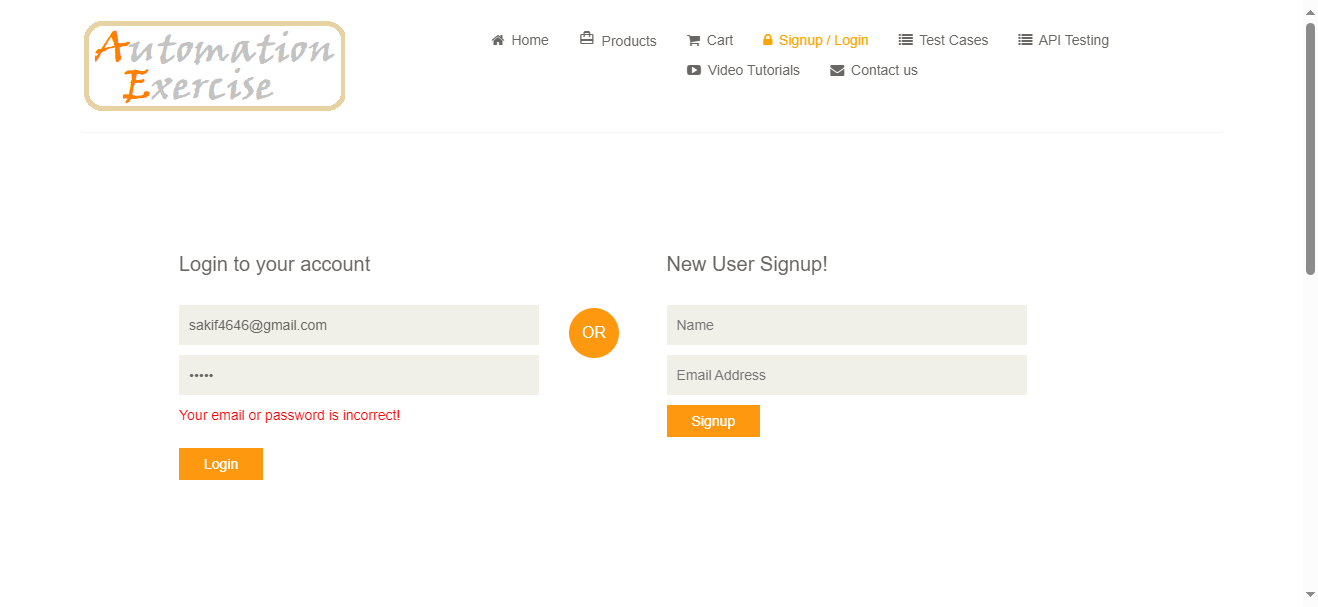 Automation
Exercise
Home Products Cart Signup / Login Test Cases API Testing
Video Tutorials Contact us
Login to your account
sakif4646@gmail.com
•••••
Your email or password is incorrect!
Login
OR
New User Signup!
Name
Email Address
Signup